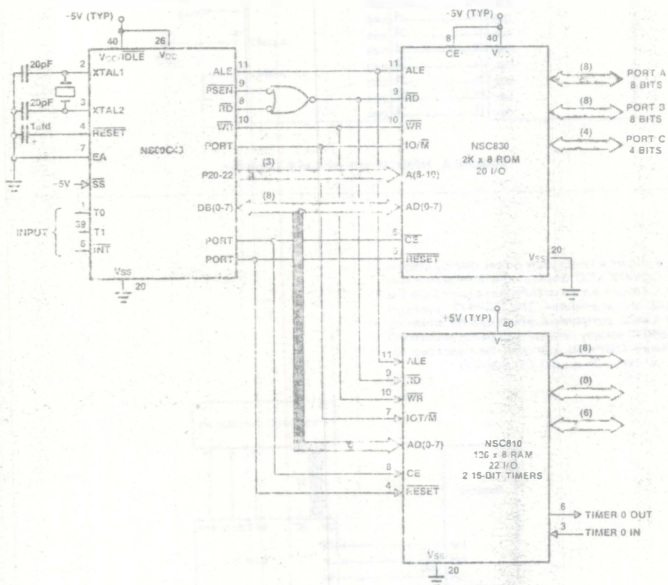 -5V (TYP)
40 26
Vcc IDLE Vcc
20pF 2 XTAL1
20pF 3 XTAL2
1mfd 4 RESET
7 EA
-5V SS
INPUT
1 T0
39 T1
6 INT
Vss
20
ALE 11
PSEN 9
RD 8
WR 10
PORT
P20-22 (3)
DB(0-7) (8)
PORT
PORT
-5V (TYP)
8 40
CE Vcc
11 ALE
9 RD
10 WR
IO/M
A(8-10)
AD(0-7)
CE
RESET
NSC830
2K x 8 ROM
20 I/O
Vss 20
(8) PORT A
8 BITS
(8) PORT B
8 BITS
(4) PORT C
4 BITS
+5V (TYP)
40
11 ALE
9 RD
10 WR
7 IOT/M
AD(0-7)
8 CE
4 RESET
NSC810
128 x 8 RAM
22 I/O
2 16-BIT TIMERS
(8)
(8)
(6)
6 TIMER 0 OUT
3 TIMER 0 IN
Vss
20